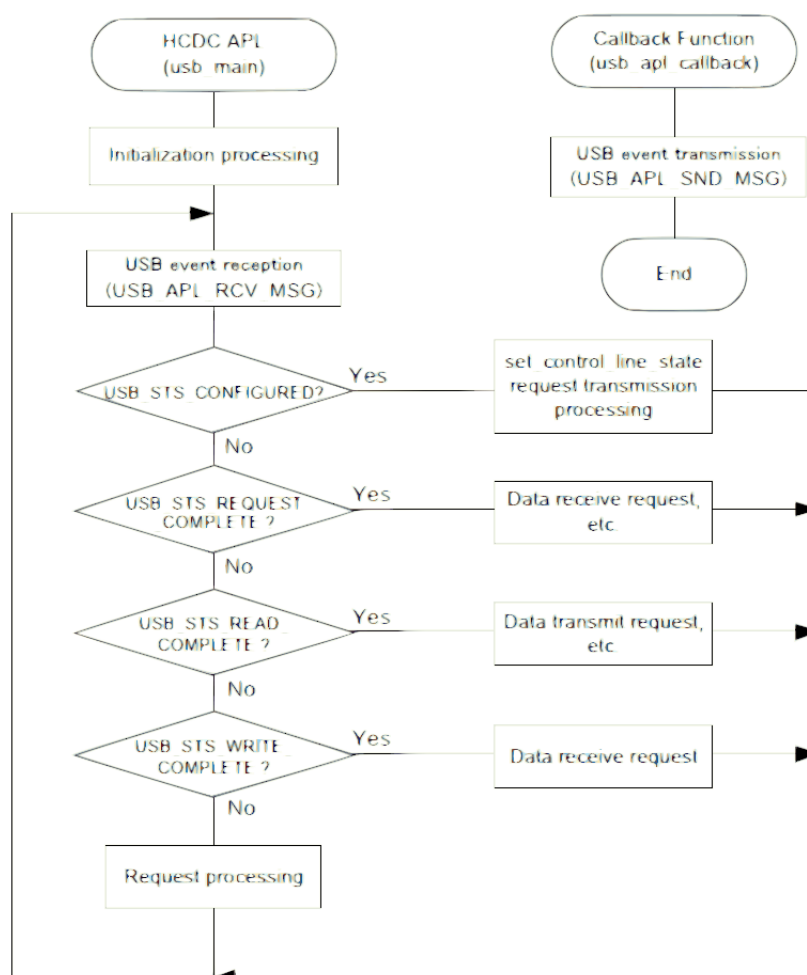 HCDC APL
(usb_main)
Initialization processing
USB event reception
(USB_APL_RCV_MSG)
USB_STS_CONFIGURED?
Yes
set_control_line_state
request transmission
processing
No
USB_STS_REQUEST_
COMPLETE ?
Yes
Data receive request,
etc.
No
USB_STS_READ_
COMPLETE ?
Yes
Data transmit request,
etc.
No
USB_STS_WRITE_
COMPLETE ?
Yes
Data receive request
No
Request processing
Callback Function
(usb_apl_callback)
USB event transmission
(USB_APL_SND_MSG)
End